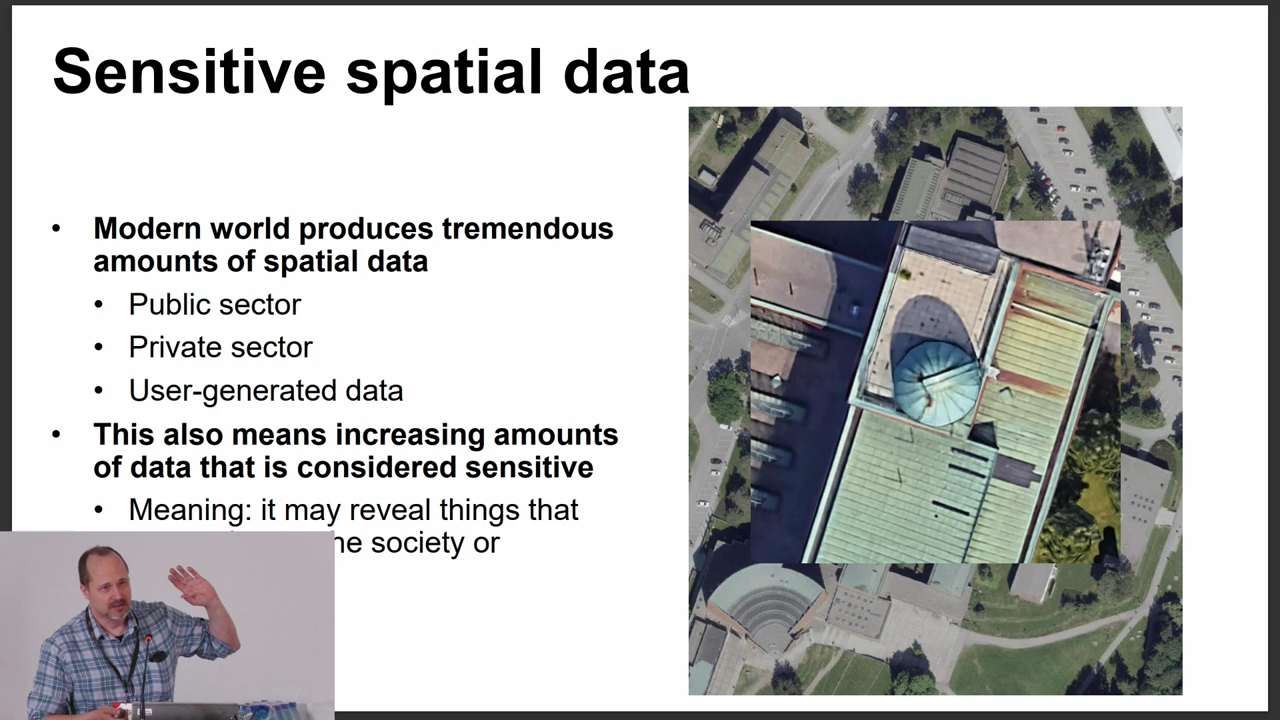 Sensitive spatial data
• Modern world produces tremendous
amounts of spatial data
• Public sector
• Private sector
• User-generated data
• This also means increasing amounts
of data that is considered sensitive
• Meaning: it may reveal things that
he society or